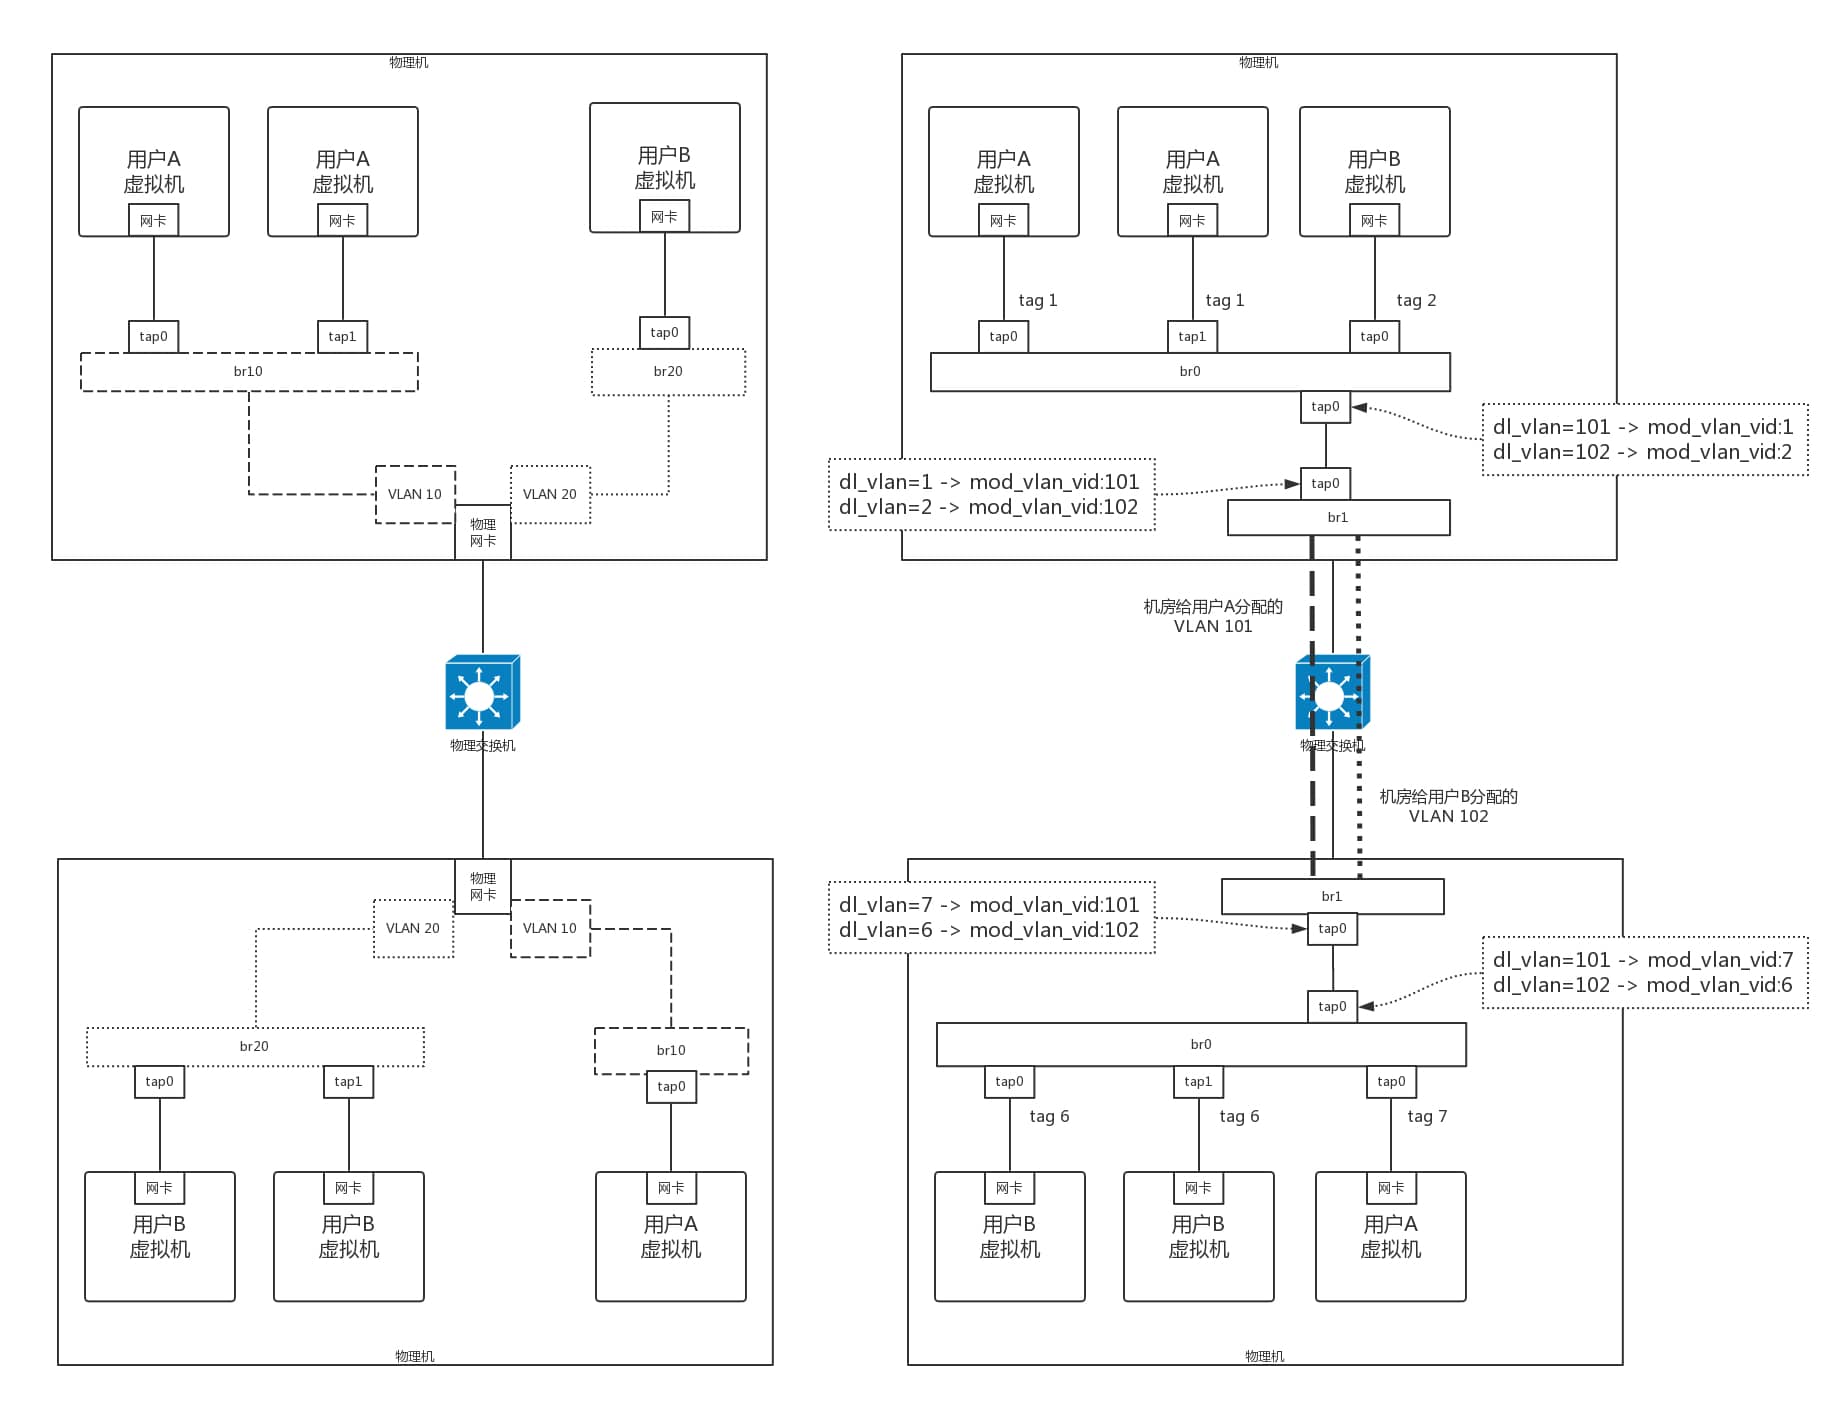 物理机
用户A
虚拟机
网卡
用户A
虚拟机
网卡
用户B
虚拟机
网卡
tap0
tap1
tap0
br10
br20
VLAN 10
VLAN 20
物理
网卡
物理交换机
物理
网卡
VLAN 20
VLAN 10
br20
br10
tap0
tap1
tap0
网卡
用户B
虚拟机
网卡
用户B
虚拟机
网卡
用户A
虚拟机
物理机
物理机
用户A
虚拟机
网卡
用户A
虚拟机
网卡
用户B
虚拟机
网卡
tag 1
tag 1
tag 2
tap0
tap1
tap0
br0
tap0
dl_vlan=101 -> mod_vlan_vid:1
dl_vlan=102 -> mod_vlan_vid:2
dl_vlan=1 -> mod_vlan_vid:101
dl_vlan=2 -> mod_vlan_vid:102
tap0
br1
机房给用户A分配的
VLAN 101
物理交换机
机房给用户B分配的
VLAN 102
br1
dl_vlan=7 -> mod_vlan_vid:101
dl_vlan=6 -> mod_vlan_vid:102
tap0
dl_vlan=101 -> mod_vlan_vid:7
dl_vlan=102 -> mod_vlan_vid:6
tap0
br0
tap0
tap1
tap0
tag 6
tag 6
tag 7
网卡
用户B
虚拟机
网卡
用户B
虚拟机
网卡
用户A
虚拟机
物理机